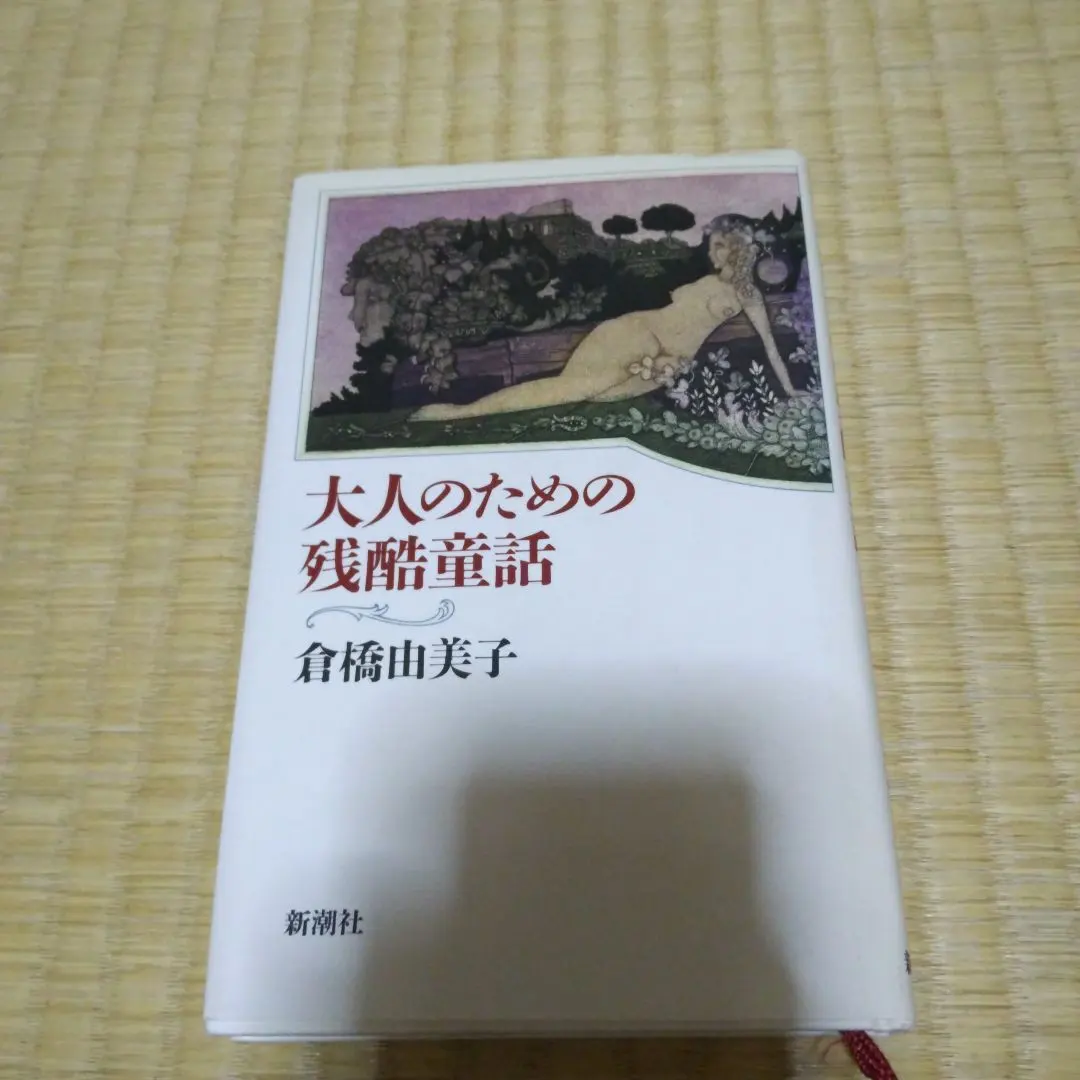 大人のための
残酷童話
倉橋由美子
新潮社